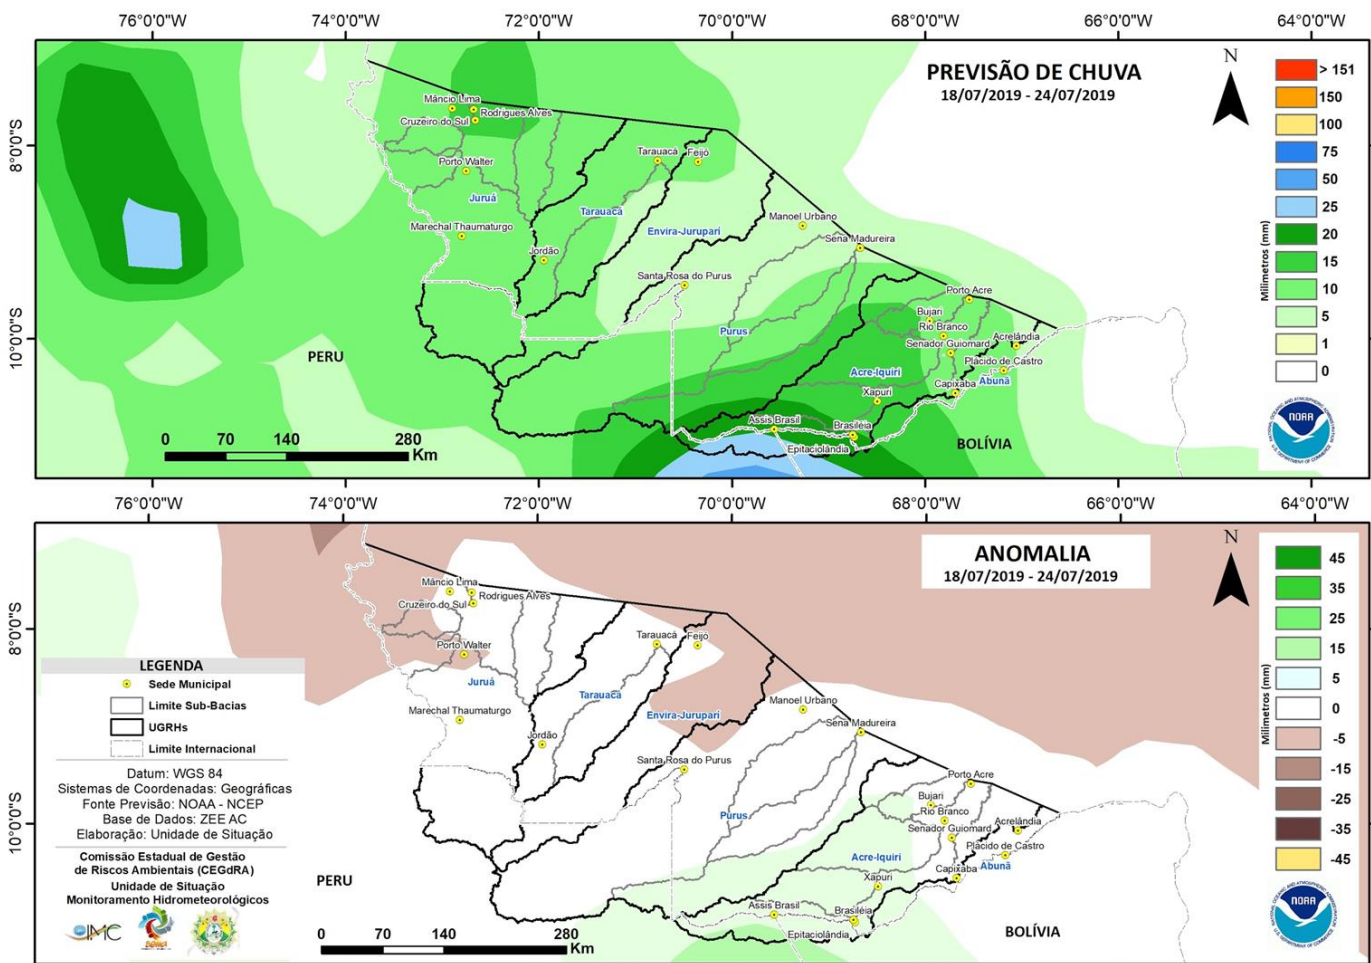 76°0'0"W 74°0'0"W 72°0'0"W 70°0'0"W 68°0'0"W 66°0'0"W 64°0'0"W
PREVISÃO DE CHUVA
18/07/2019 - 24/07/2019
N
8°0'0"S
10°0'0"S
Mâncio Lima
Rodrigues Alves
Cruzeiro do Sul
Porto Walter
Juruá
Marechal Thaumaturgo
Tarauacá
Feijó
Tarauacá
Jordão
Envira-Jurupari
Manoel Urbano
Sena Madureira
Santa Rosa do Purus
Purus
Porto Acre
Bujari
Rio Branco
Senador Guiomard
Acrelândia
Plácido de Castro
Abunã
Capixaba
Acre-Iquiri
Xapuri
Assis Brasil
Brasiléia
Epitaciolândia
PERU
BOLÍVIA
0 70 140 280
Km
Milimetros (mm)
> 151
150
100
75
50
25
20
15
10
5
1
0
NOAA
76°0'0"W 74°0'0"W 72°0'0"W 70°0'0"W 68°0'0"W 66°0'0"W 64°0'0"W
ANOMALIA
18/07/2019 - 24/07/2019
N
8°0'0"S
10°0'0"S
Mâncio Lima
Rodrigues Alves
Cruzeiro do Sul
Porto Walter
Juruá
Marechal Thaumaturgo
Tarauacá
Feijó
Tarauacá
Jordão
Envira-Jurupari
Manoel Urbano
Sena Madureira
Santa Rosa do Purus
Purus
Porto Acre
Bujari
Rio Branco
Senador Guiomard
Acrelândia
Plácido de Castro
Abunã
Capixaba
Acre-Iquiri
Xapuri
Assis Brasil
Brasiléia
Epitaciolândia
PERU
BOLÍVIA
0 70 140 280
Km
Milimetros (mm)
45
35
25
15
5
0
-5
-15
-25
-35
-45
NOAA
LEGENDA
Sede Municipal
Limite Sub-Bacias
UGRHs
Limite Internacional
Datum: WGS 84
Sistemas de Coordenadas: Geográficas
Fonte Previsão: NOAA - NCEP
Base de Dados: ZEE AC
Elaboração: Unidade de Situação
Comissão Estadual de Gestão
de Riscos Ambientais (CEGdRA)
Unidade de Situação
Monitoramento Hidrometeorológicos
IMC